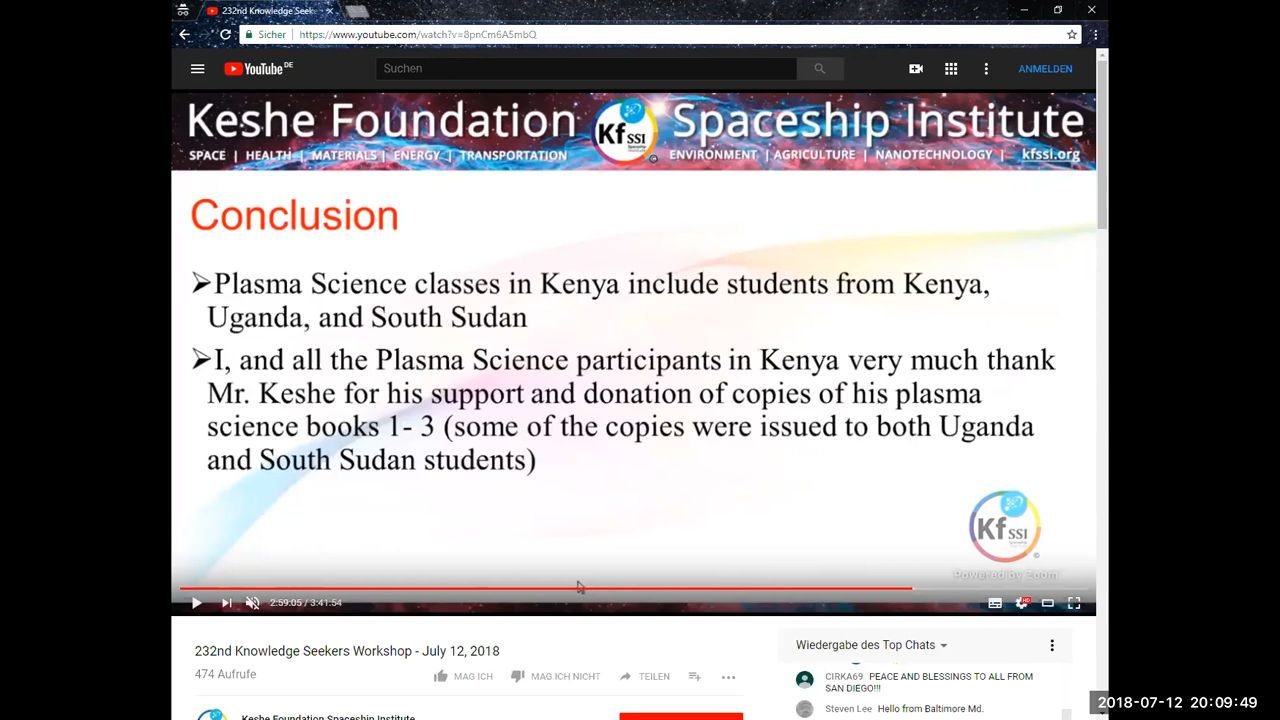 232nd Knowledge Seek
Sicher https://www.youtube.com/watch?v=8pnCm6A5mbQ
YouTube DE
Suchen
ANMELDEN
Keshe Foundation Kf SSI Spaceship Institute
SPACE | HEALTH | MATERIALS | ENERGY | TRANSPORTATION
ENVIRONMENT | AGRICULTURE | NANOTECHNOLOGY | kfssi.org
Conclusion
➢Plasma Science classes in Kenya include students from Kenya,
Uganda, and South Sudan
➢I, and all the Plasma Science participants in Kenya very much thank
Mr. Keshe for his support and donation of copies of his plasma
science books 1- 3 (some of the copies were issued to both Uganda
and South Sudan students)
Kf SSI
Powered by Zoom
2:59:05 / 3:41:54
HD
232nd Knowledge Seekers Workshop - July 12, 2018
474 Aufrufe
MAG ICH
MAG ICH NICHT
TEILEN
Keshe Foundation Spaceship Institute
Wiedergabe des Top Chats
CIRKA69 PEACE AND BLESSINGS TO ALL FROM
SAN DIEGO!!!
Steven Lee Hello from Baltimore Md.
2018-07-12 20:09:49